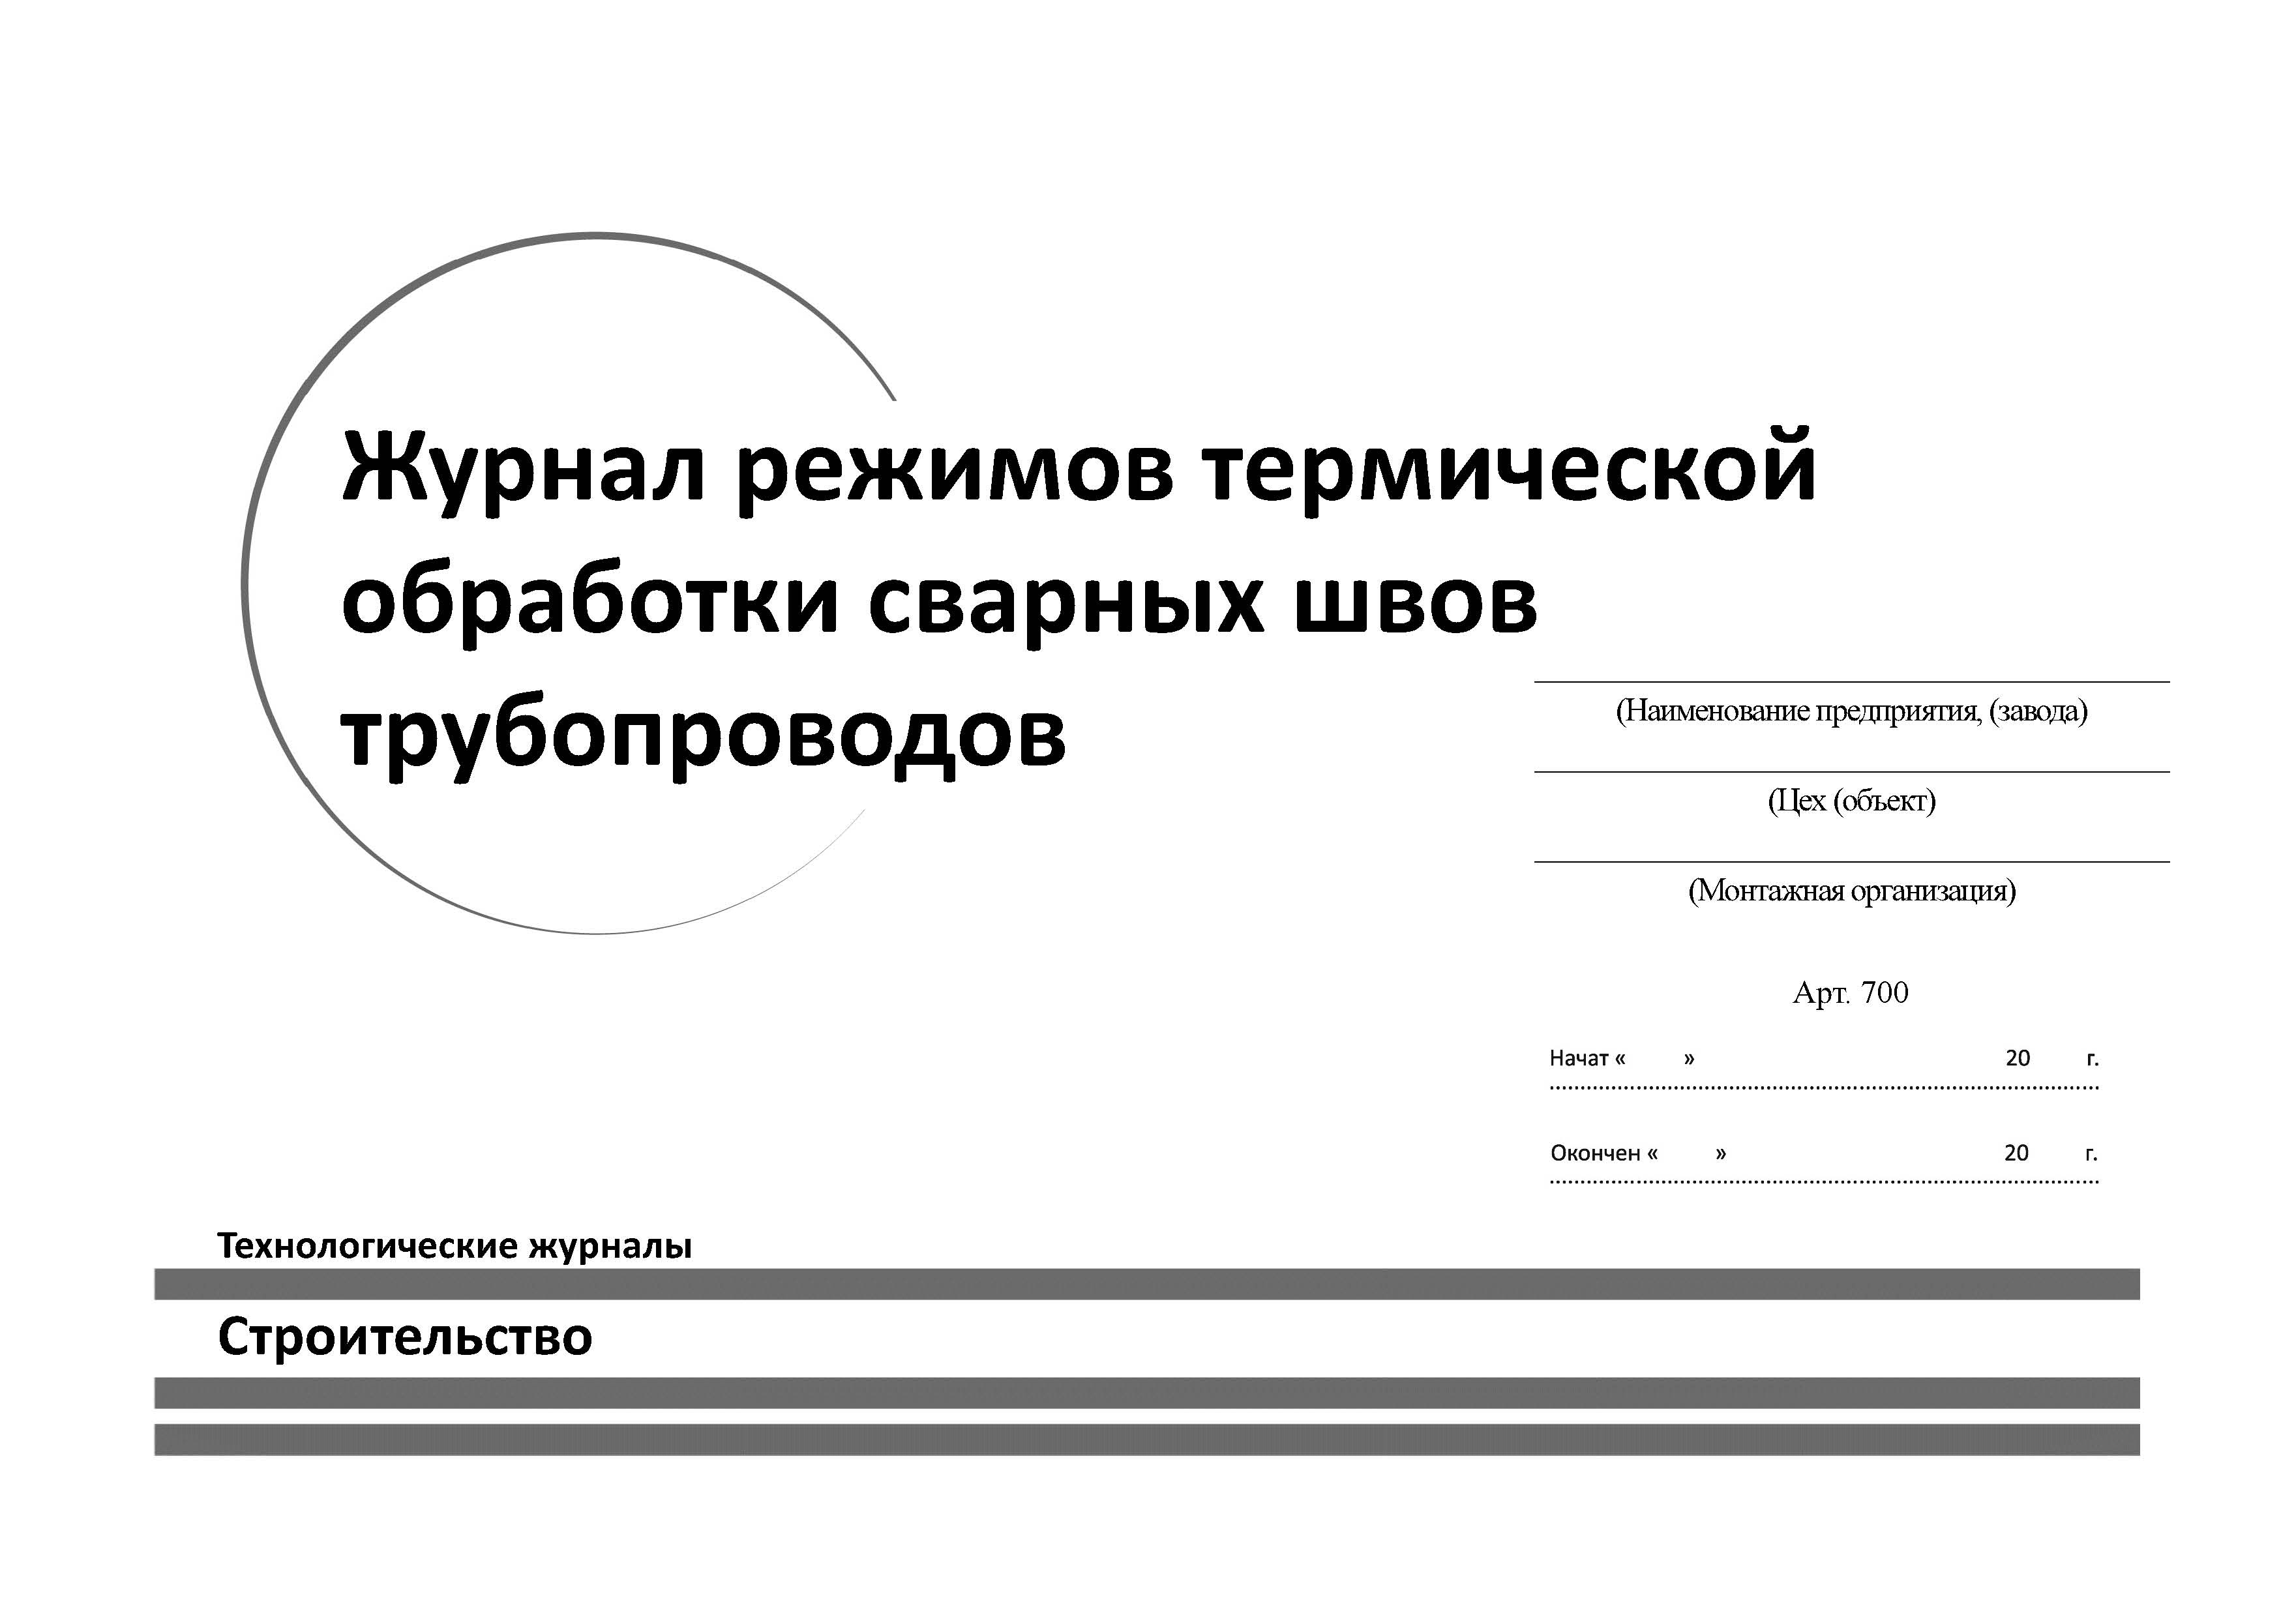 Журнал режимов термической
обработки сварных швов
трубопроводов
(Наименование предприятия, (завода)
(Цех (объект)
(Монтажная организация)
Арт. 700
Начат « » 20 г.
Окончен « » 20 г.
Технологические журналы
Строительство